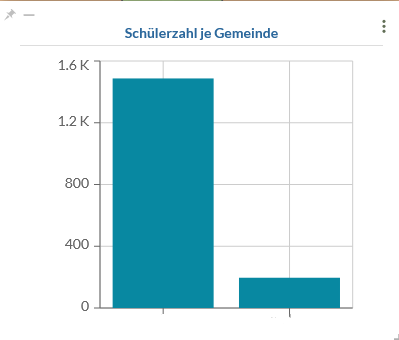 Schülerzahl je Gemeinde
1.6 K
1.2 K
800
400
0